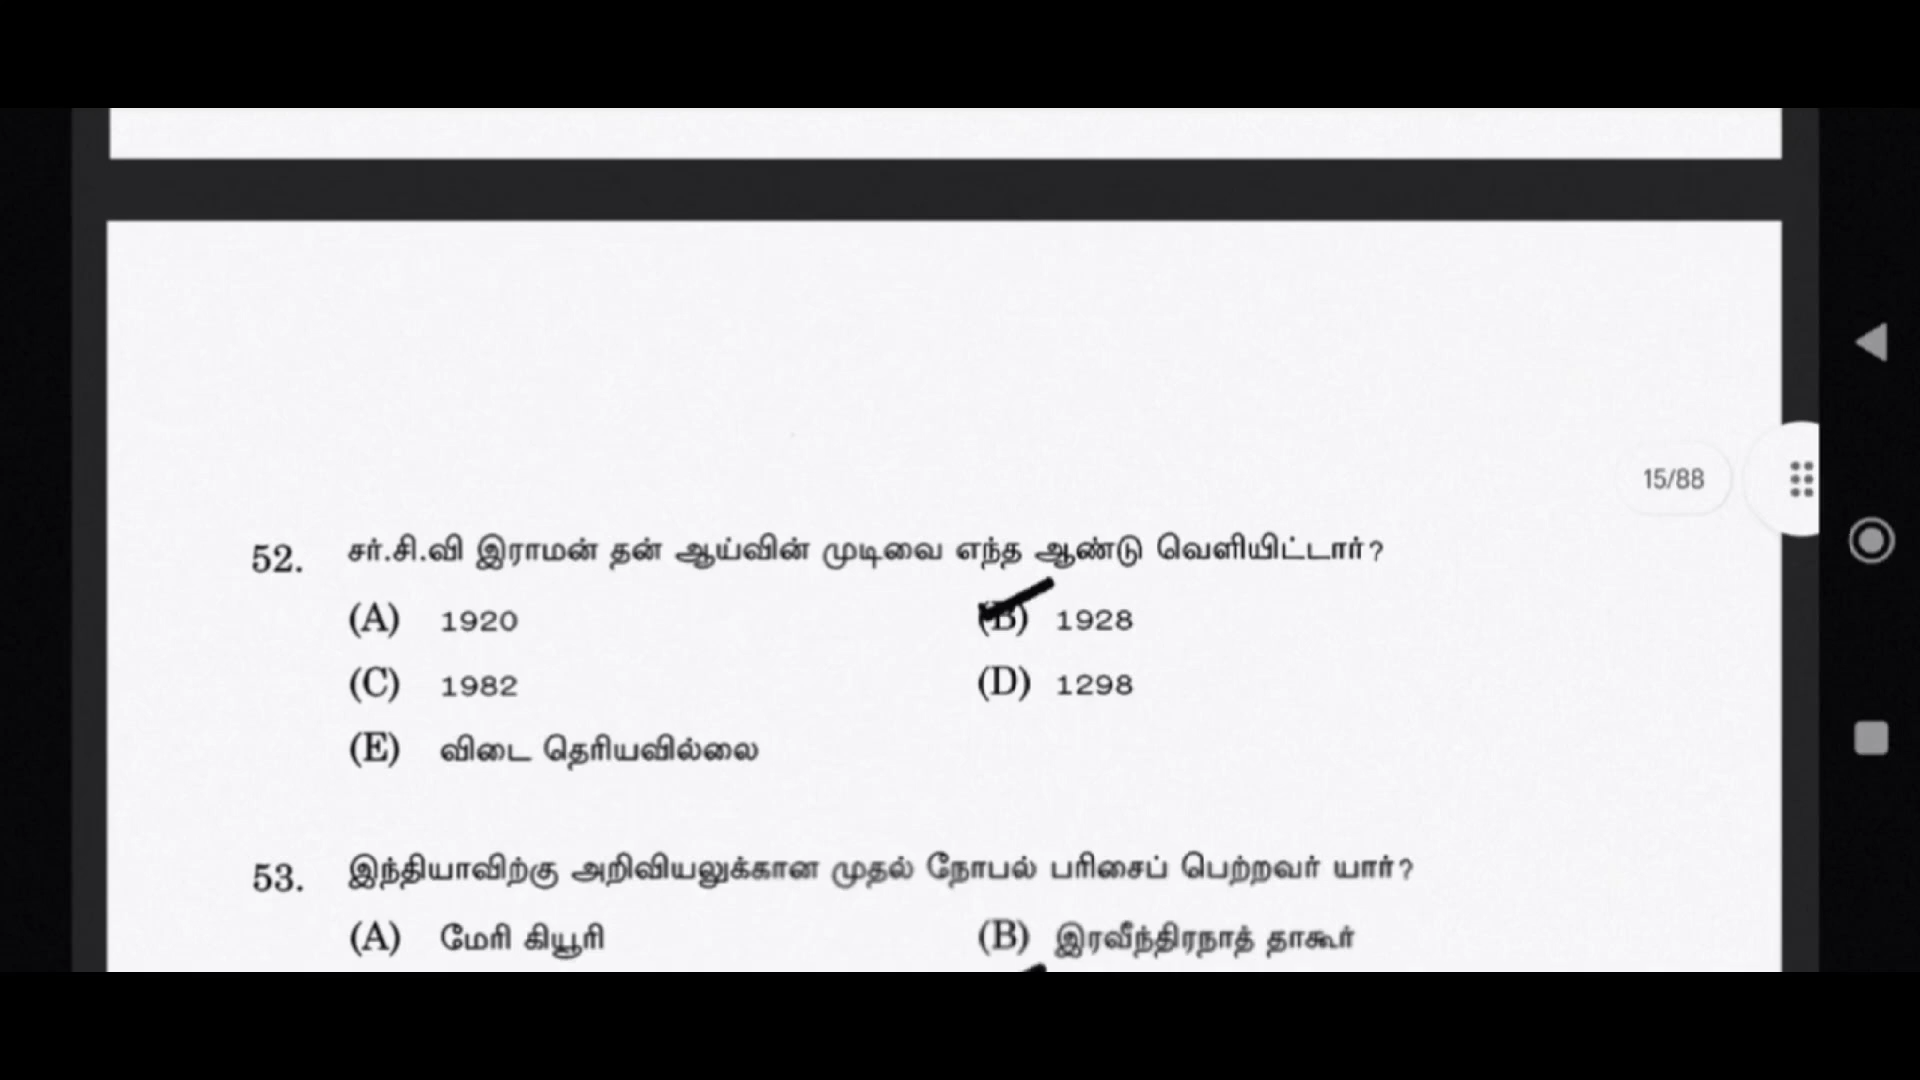 15/88
52. சர்.சி.வி இராமன் தன் ஆய்வின் முடிவை எந்த ஆண்டு வெளியிட்டார்?
(A) 1920 (B) 1928
(C) 1982 (D) 1298
(E) விடை தெரியவில்லை
53. இந்தியாவிற்கு அறிவியலுக்கான முதல் நோபல் பரிசைப் பெற்றவர் யார்?
(A) மேரி கியூரி (B) இரவீந்திரநாத் தாகூர்